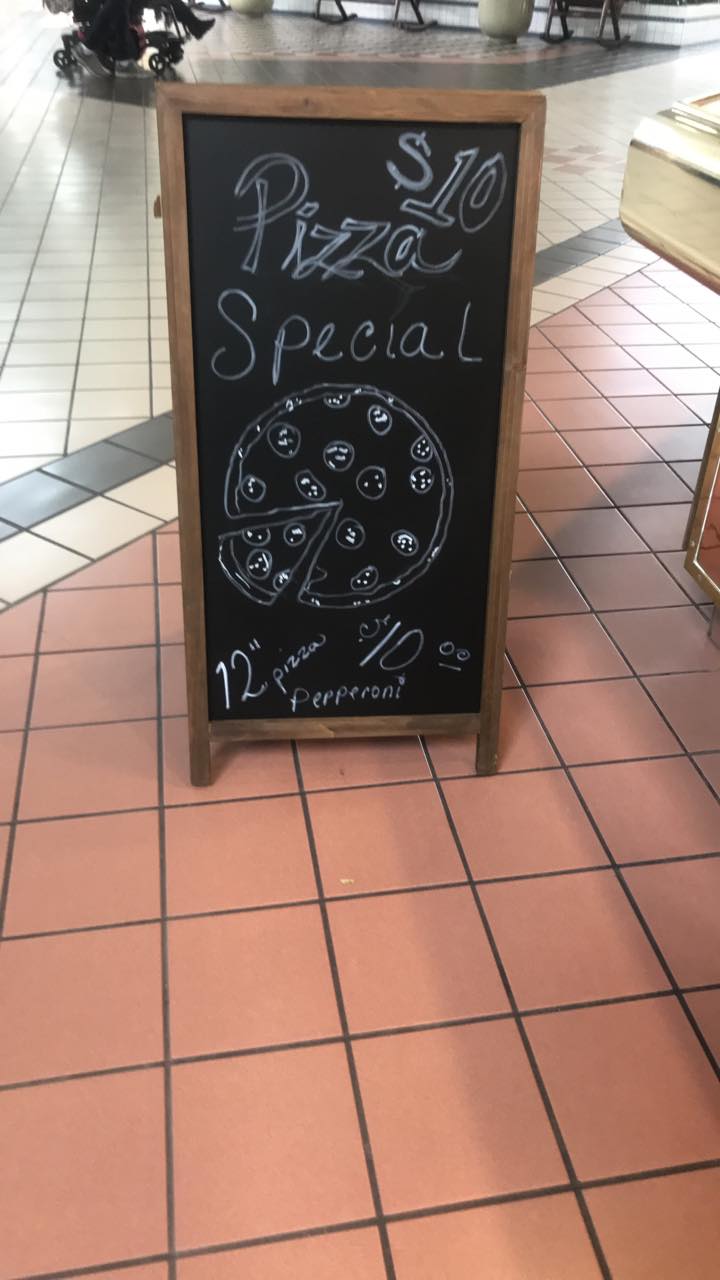 $10
Pizza
Special
12" pizza $10.00
pepperoni